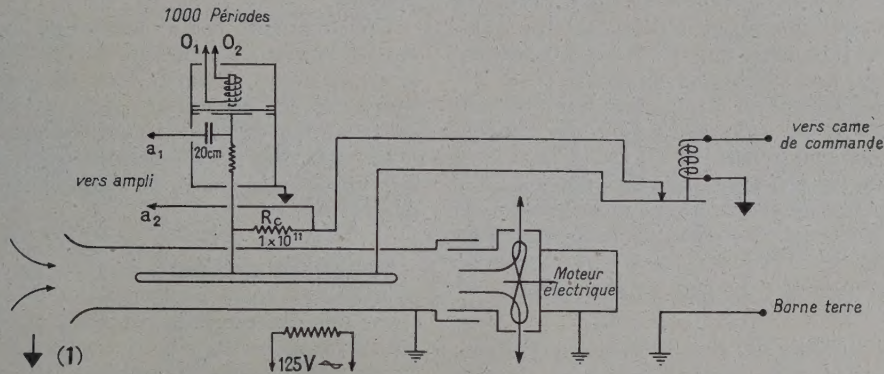 1000 Périodes
O₁ O₂
a₁
20cm
vers ampli
a₂
Rc
1×10¹¹
vers came
de commande
Moteur
électrique
Borne terre
(1)
125V ~